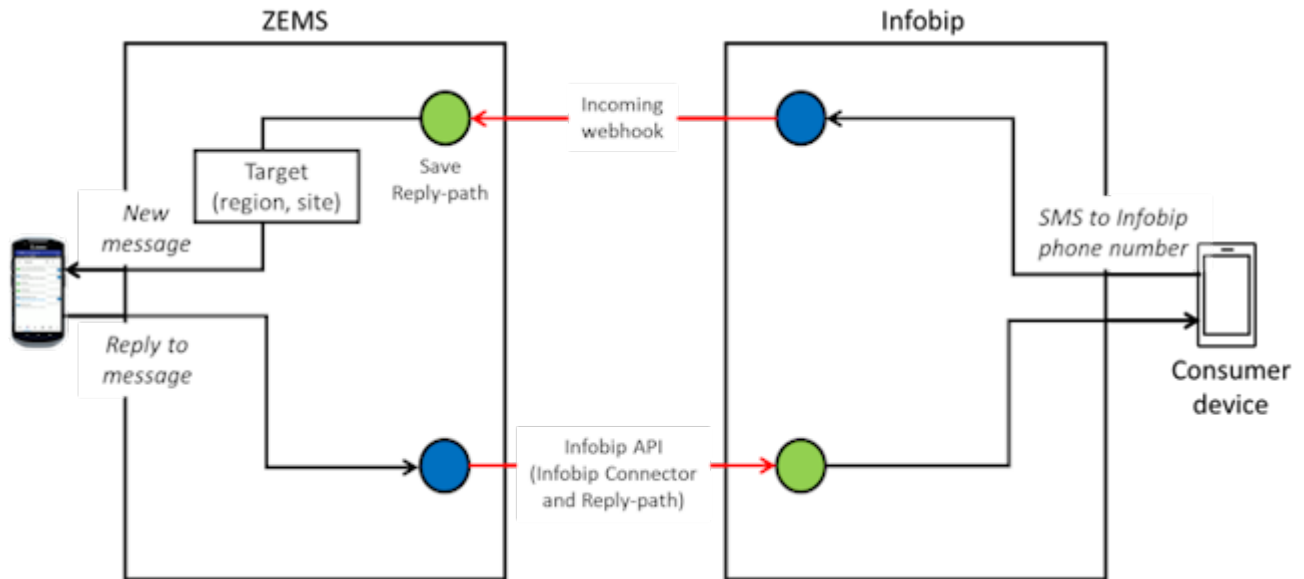 ZEMS
Infobip
Incoming
webhook
Save
Reply-path
Target
(region, site)
New
message
SMS to Infobip
phone number
Reply to
message
Consumer
device
Infobip API
(Infobip Connector
and Reply-path)